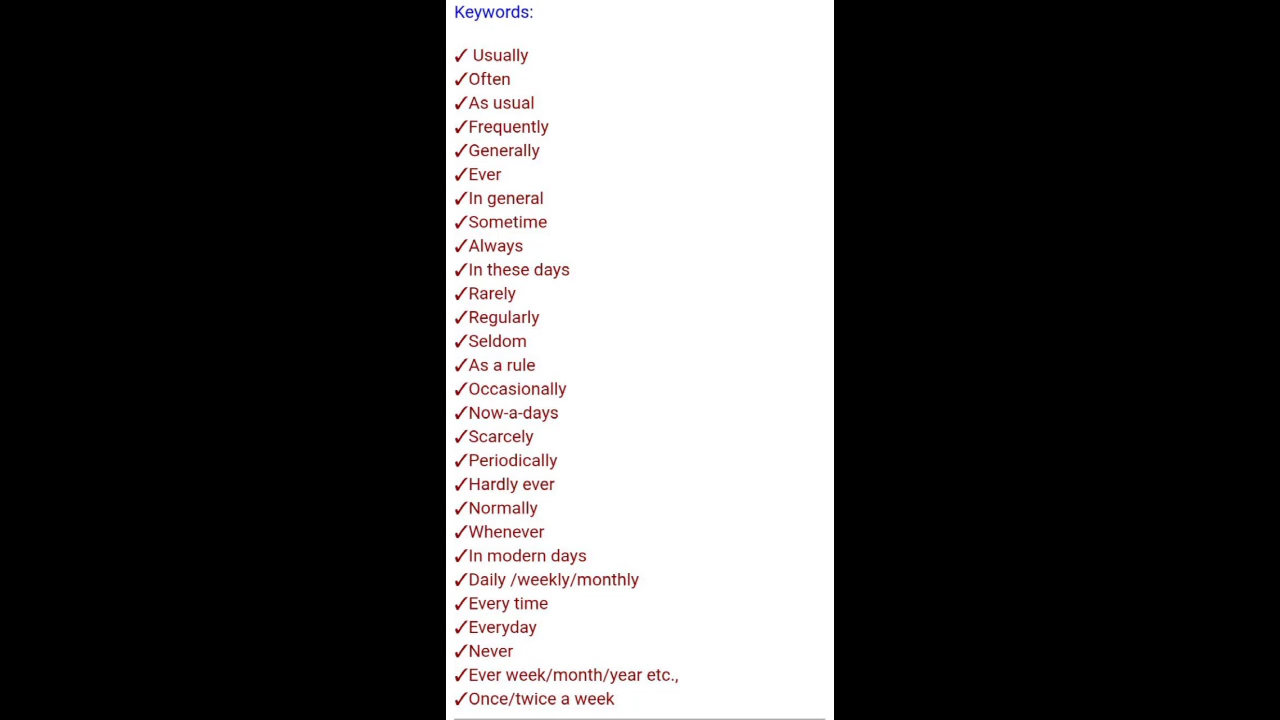 Keywords:
✓ Usually
✓Often
✓As usual
✓Frequently
✓Generally
✓Ever
✓In general
✓Sometime
✓Always
✓In these days
✓Rarely
✓Regularly
✓Seldom
✓As a rule
✓Occasionally
✓Now-a-days
✓Scarcely
✓Periodically
✓Hardly ever
✓Normally
✓Whenever
✓In modern days
✓Daily /weekly/monthly
✓Every time
✓Everyday
✓Never
✓Ever week/month/year etc.,
✓Once/twice a week